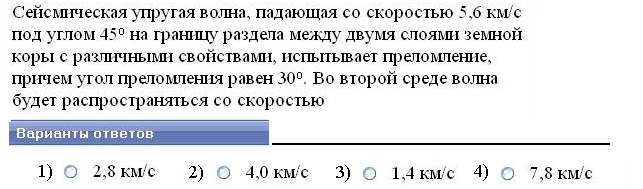 Сейсмическая упругая волна, падающая со скоростью 5,6 км/с
под углом 45⁰ на границу раздела между двумя слоями земной
коры с различными свойствами, испытывает преломление,
причем угол преломления равен 30⁰. Во второй среде волна
будет распространяться со скоростью
Варианты ответов
1) 2,8 км/с 2) 4,0 км/с 3) 1,4 км/с 4) 7,8 км/с